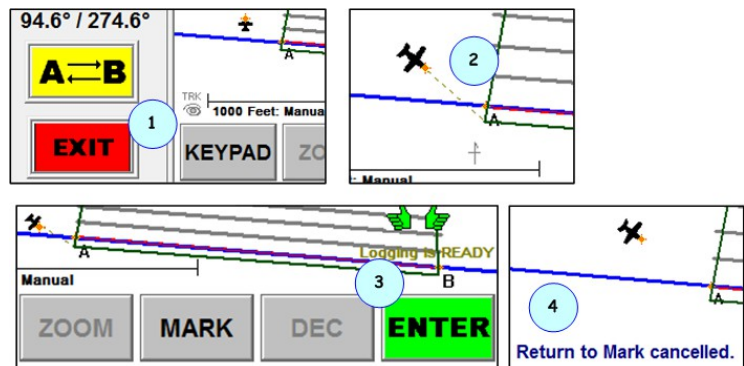 94.6° / 274.6°
A B
EXIT
1
A
TRK
1000 Feet: Manua
KEYPAD
ZO
2
A
: Manual
A
Logging is READY
Manual
3
B
ZOOM
MARK
DEC
ENTER
A
4
Return to Mark cancelled.